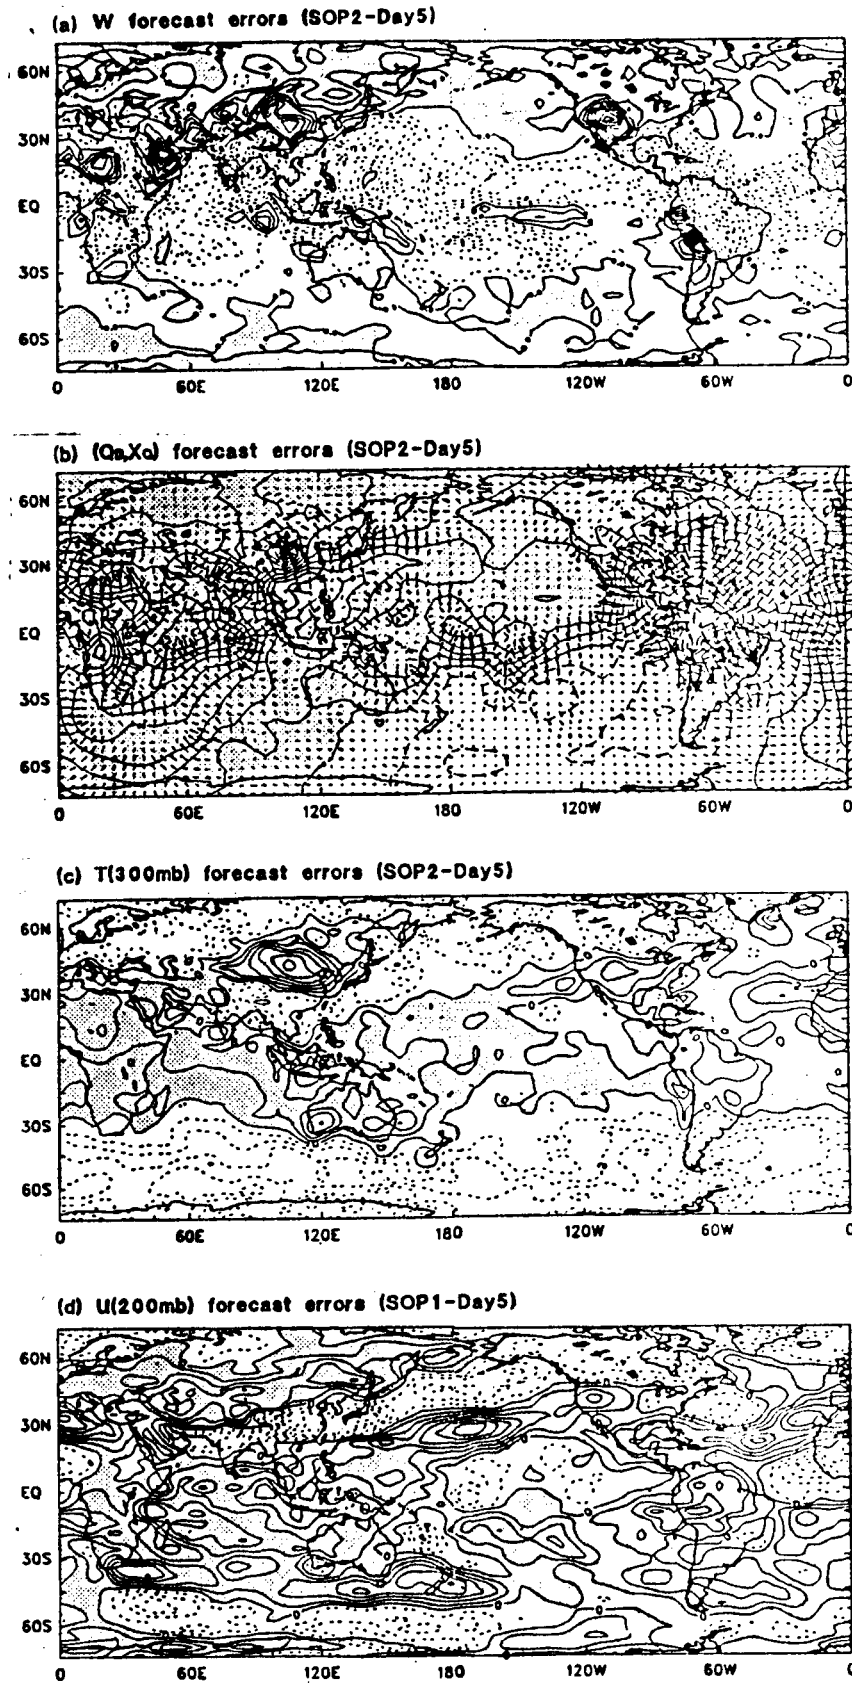 (a) W forecast errors (SOP2-Day5)
60N
30N
EQ
30S
60S
0 60E 120E 180 120W 60W 0
(b) (Qₐ,Xₐ) forecast errors (SOP2-Day5)
60N
30N
EQ
30S
60S
0 60E 120E 180 120W 60W 0
(c) T(300mb) forecast errors (SOP2-Day5)
60N
30N
EQ
30S
60S
0 60E 120E 180 120W 60W 0
(d) U(200mb) forecast errors (SOP1-Day5)
60N
30N
EQ
30S
60S
0 60E 120E 180 120W 60W 0